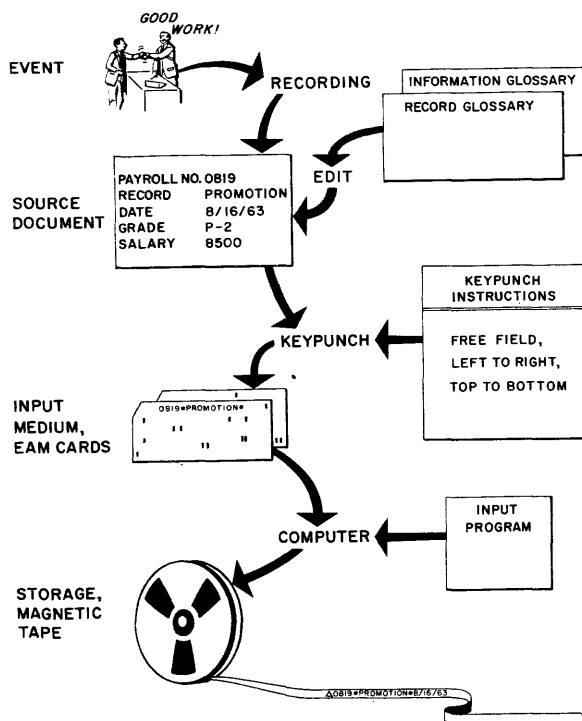 GOOD
WORK!
EVENT
RECORDING
INFORMATION GLOSSARY
RECORD GLOSSARY
EDIT
SOURCE
DOCUMENT
PAYROLL NO. 0819
RECORD PROMOTION
DATE 8/16/63
GRADE P-2
SALARY 8500
KEYPUNCH
INSTRUCTIONS
FREE FIELD,
LEFT TO RIGHT,
TOP TO BOTTOM
KEYPUNCH
INPUT
MEDIUM,
EAM CARDS
0819*PROMOTION*
COMPUTER
INPUT
PROGRAM
STORAGE,
MAGNETIC
TAPE
Δ0819*PROMOTION*8/16/63